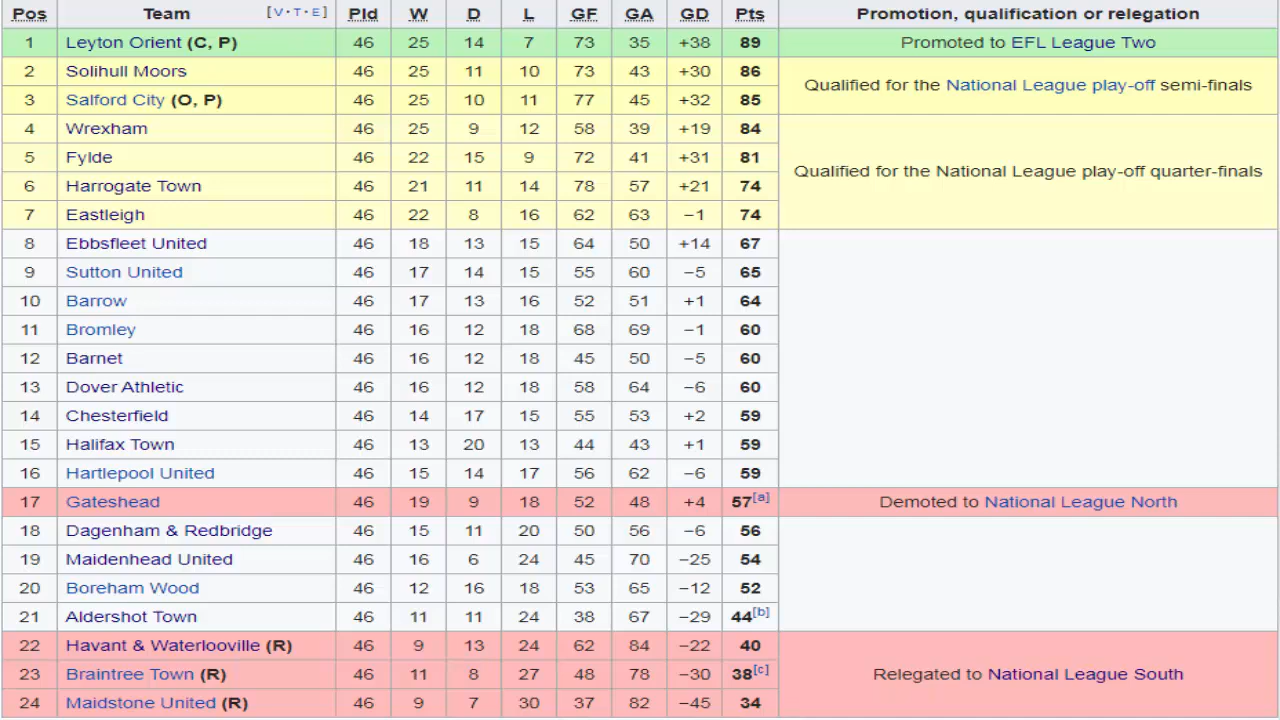 Pos Team [V·T·E] Pld W D L GF GA GD Pts Promotion, qualification or relegation
1 Leyton Orient (C, P) 46 25 14 7 73 35 +38 89 Promoted to EFL League Two
2 Solihull Moors 46 25 11 10 73 43 +30 86 Qualified for the National League play-off semi-finals
3 Salford City (O, P) 46 25 10 11 77 45 +32 85
4 Wrexham 46 25 9 12 58 39 +19 84 Qualified for the National League play-off quarter-finals
5 Fylde 46 22 15 9 72 41 +31 81
6 Harrogate Town 46 21 11 14 78 57 +21 74
7 Eastleigh 46 22 8 16 62 63 −1 74
8 Ebbsfleet United 46 18 13 15 64 50 +14 67
9 Sutton United 46 17 14 15 55 60 −5 65
10 Barrow 46 17 13 16 52 51 +1 64
11 Bromley 46 16 12 18 68 69 −1 60
12 Barnet 46 16 12 18 45 50 −5 60
13 Dover Athletic 46 16 12 18 58 64 −6 60
14 Chesterfield 46 14 17 15 55 53 +2 59
15 Halifax Town 46 13 20 13 44 43 +1 59
16 Hartlepool United 46 15 14 17 56 62 −6 59
17 Gateshead 46 19 9 18 52 48 +4 57[a] Demoted to National League North
18 Dagenham & Redbridge 46 15 11 20 50 56 −6 56
19 Maidenhead United 46 16 6 24 45 70 −25 54
20 Boreham Wood 46 12 16 18 53 65 −12 52
21 Aldershot Town 46 11 11 24 38 67 −29 44[b]
22 Havant & Waterlooville (R) 46 9 13 24 62 84 −22 40 Relegated to National League South
23 Braintree Town (R) 46 11 8 27 48 78 −30 38[c]
24 Maidstone United (R) 46 9 7 30 37 82 −45 34